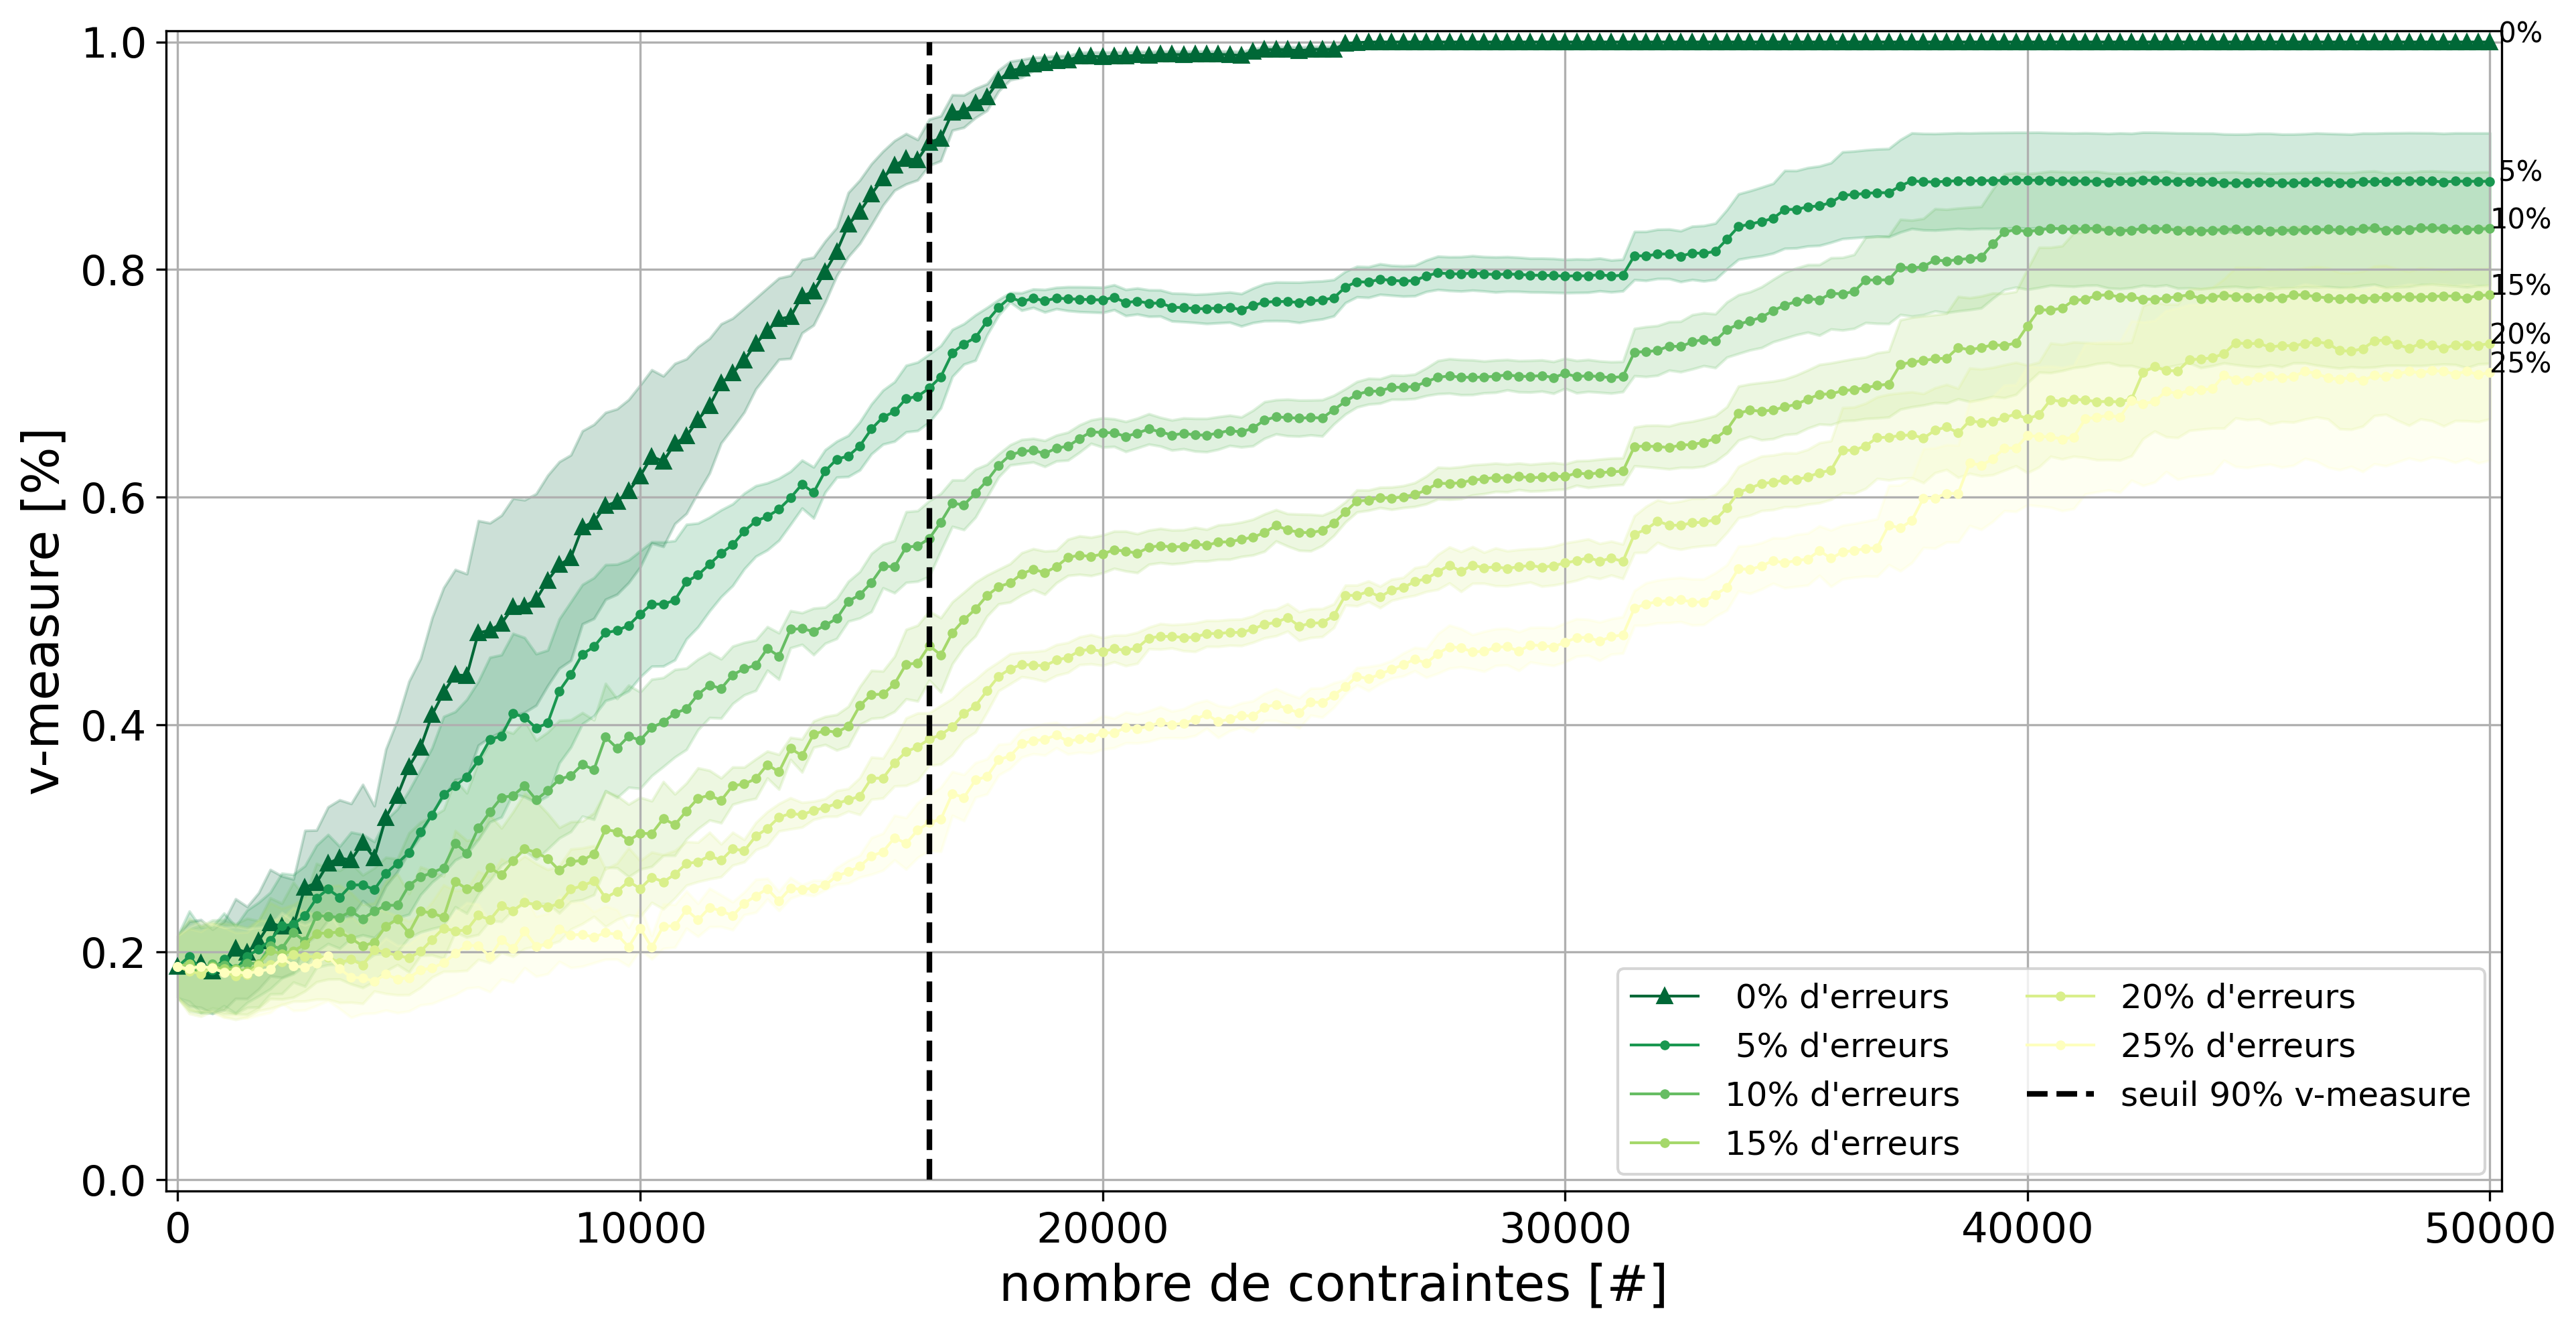 1.0
0.8
0.6
0.4
0.2
0.0
v-measure [%]
0
10000
20000
30000
40000
50000
nombre de contraintes [#]
0%
5%
10%
15%
20%
25%
0% d'erreurs
5% d'erreurs
10% d'erreurs
15% d'erreurs
20% d'erreurs
25% d'erreurs
seuil 90% v-measure